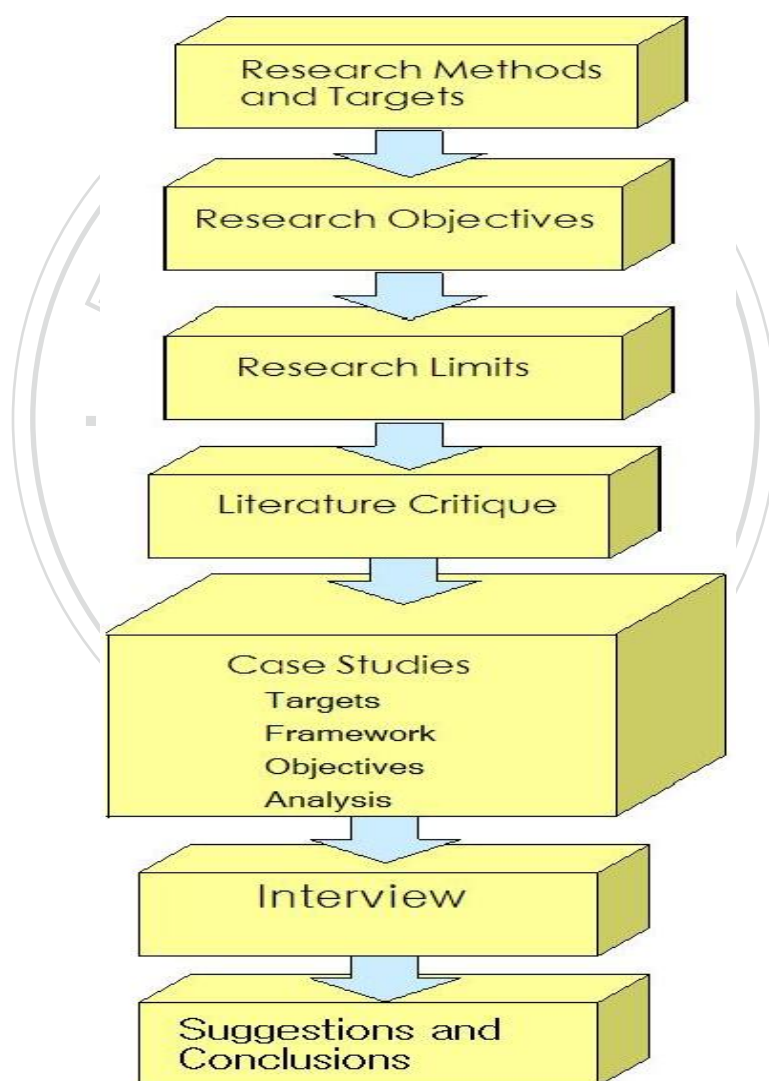 Research Methods
and Targets
Research Objectives
Research Limits
Literature Critique
Case Studies
Targets
Framework
Objectives
Analysis
Interview
Suggestions and
Conclusions